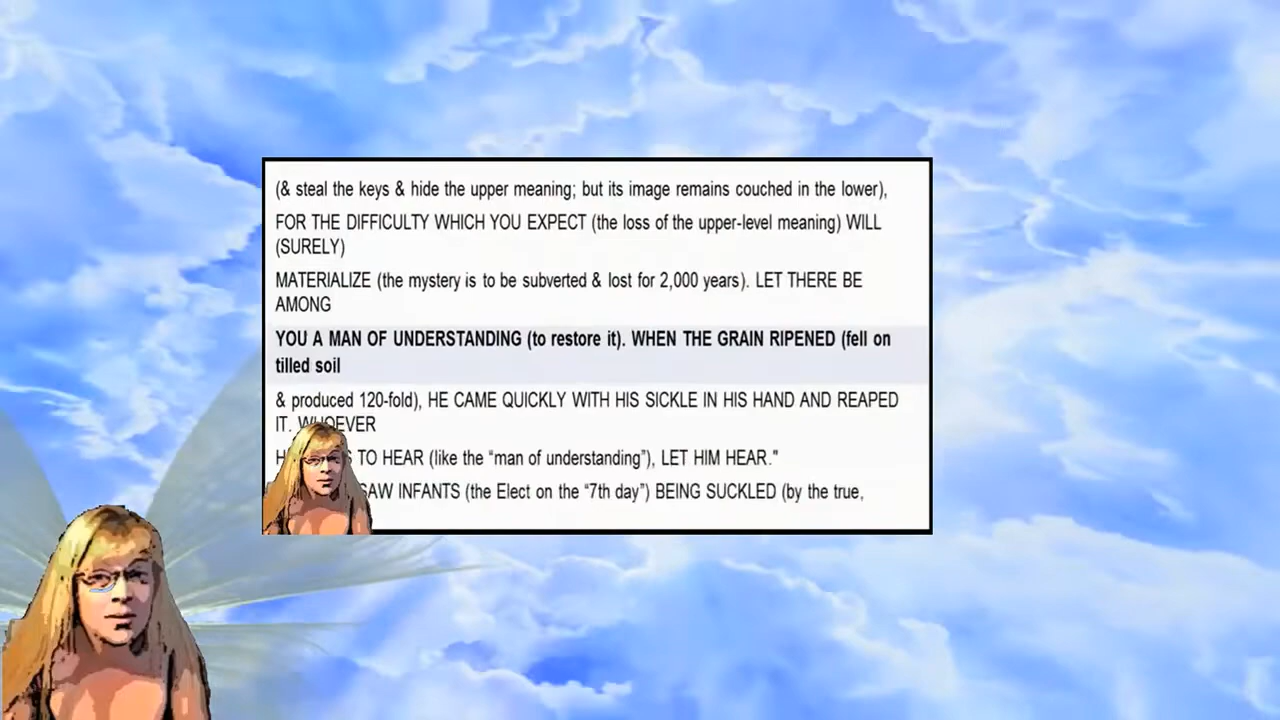 (& steal the keys & hide the upper meaning; but its image remains couched in the lower),
FOR THE DIFFICULTY WHICH YOU EXPECT (the loss of the upper-level meaning) WILL
(SURELY)
MATERIALIZE (the mystery is to be subverted & lost for 2,000 years). LET THERE BE
AMONG
YOU A MAN OF UNDERSTANDING (to restore it). WHEN THE GRAIN RIPENED (fell on
tilled soil
& produced 120-fold), HE CAME QUICKLY WITH HIS SICKLE IN HIS HAND AND REAPED
IT. WHOEVER
TO HEAR (like the “man of understanding”), LET HIM HEAR."
SAW INFANTS (the Elect on the “7th day”) BEING SUCKLED (by the true,